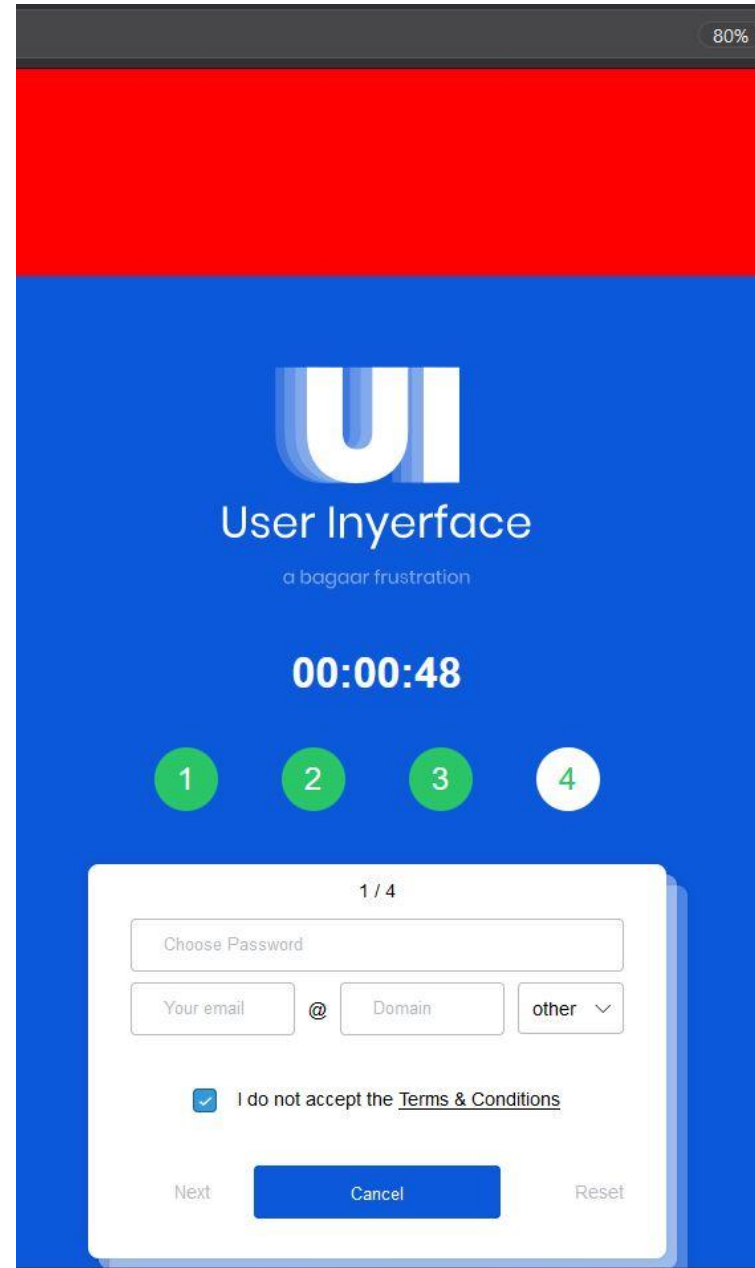 80%
UI
User Inyerface
a bagaar frustration
00:00:48
1 2 3 4
1 / 4
Choose Password
Your email @ Domain other
I do not accept the Terms & Conditions
Next Cancel Reset